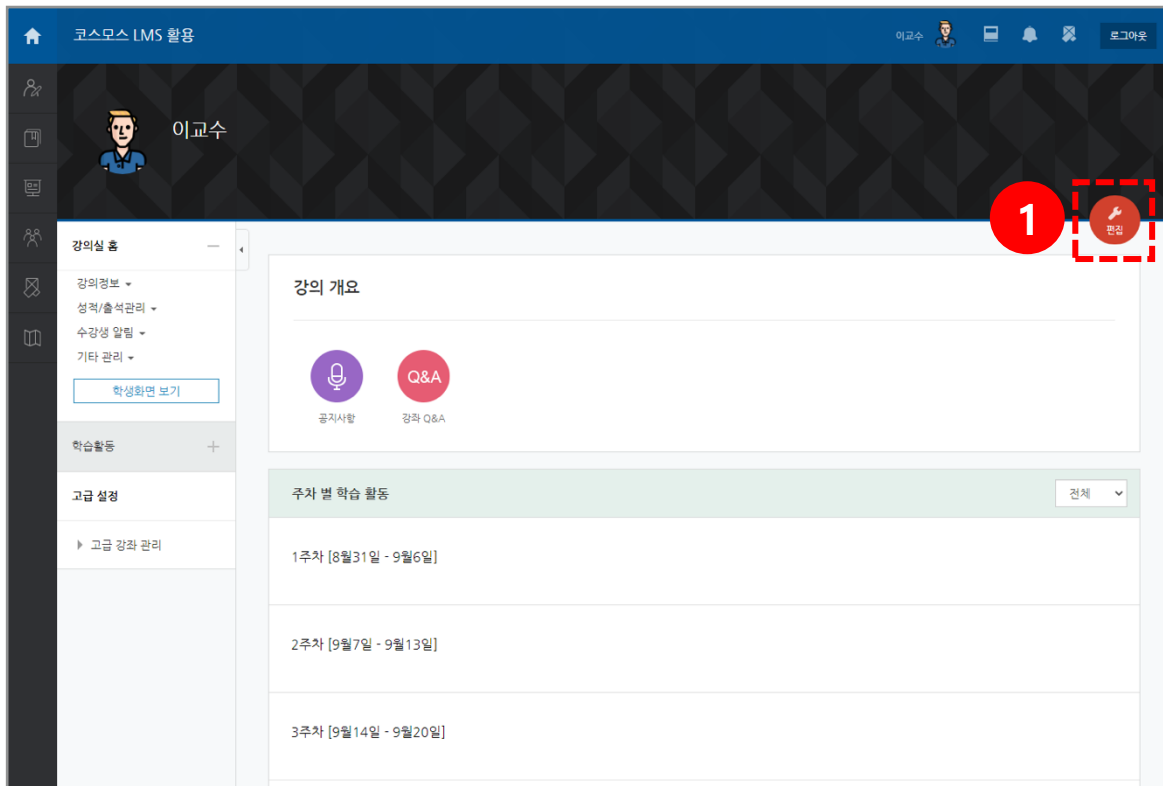 코스모스 LMS 활용
이교수
로그아웃
이교수
1
편집
강의실 홈
강의정보
성적/출석관리
수강생 알림
기타 관리
학생화면 보기
학습활동
고급 설정
고급 강좌 관리
강의 개요
Q&A
공지사항
강좌 Q&A
주차 별 학습 활동
전체
1주차 [8월31일 - 9월6일]
2주차 [9월7일 - 9월13일]
3주차 [9월14일 - 9월20일]